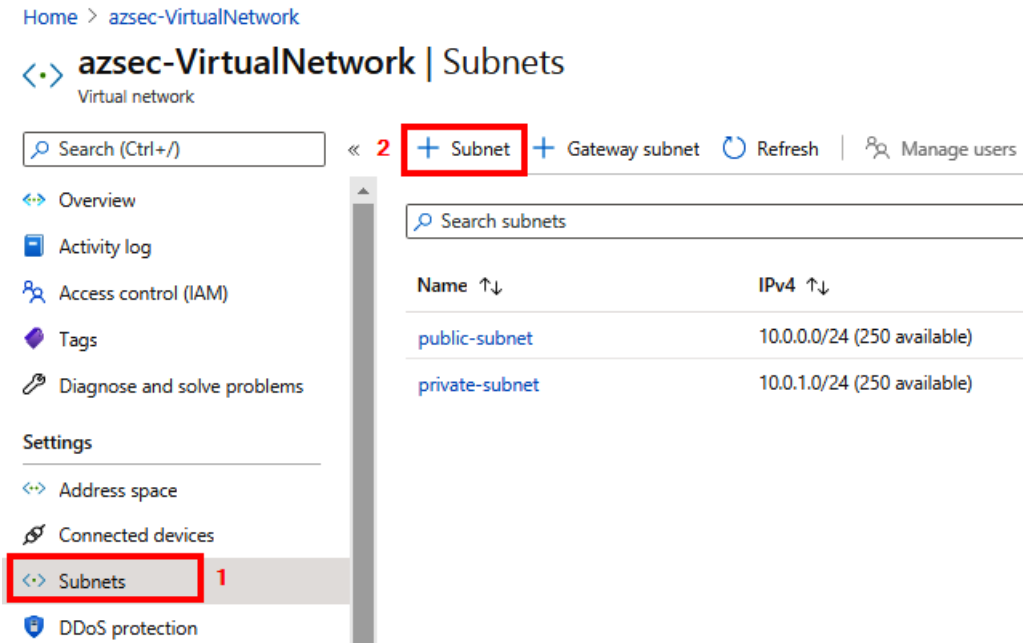 Home > azsec-VirtualNetwork
azsec-VirtualNetwork | Subnets
Virtual network
Search (Ctrl+/)
«
2
+ Subnet
+ Gateway subnet
Refresh
Manage users
Overview
Activity log
Access control (IAM)
Tags
Diagnose and solve problems
Settings
Address space
Connected devices
Subnets
1
DDoS protection
Search subnets
Name ↑↓ IPv4 ↑↓
public-subnet 10.0.0.0/24 (250 available)
private-subnet 10.0.1.0/24 (250 available)